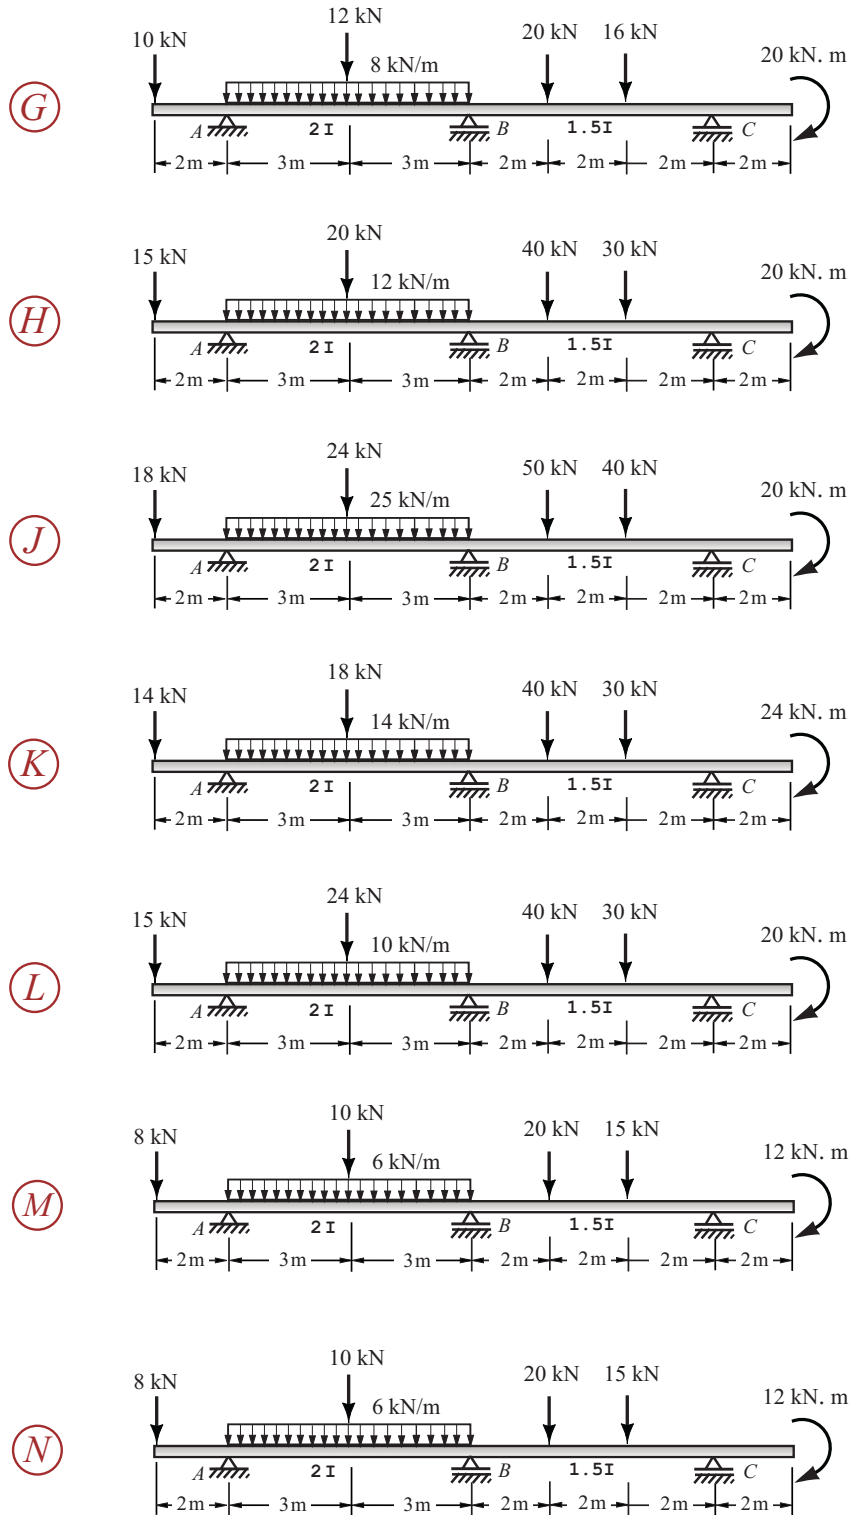 12 kN
10 kN 20 kN 16 kN
8 kN/m 20 kN. m
G
A 2I B 1.5I C
2m 3m 3m 2m 2m 2m 2m
20 kN
15 kN 40 kN 30 kN
12 kN/m 20 kN. m
H
A 2I B 1.5I C
2m 3m 3m 2m 2m 2m 2m
24 kN
18 kN 50 kN 40 kN
25 kN/m 20 kN. m
J
A 2I B 1.5I C
2m 3m 3m 2m 2m 2m 2m
18 kN
14 kN 40 kN 30 kN
14 kN/m 24 kN. m
K
A 2I B 1.5I C
2m 3m 3m 2m 2m 2m 2m
24 kN
15 kN 40 kN 30 kN
10 kN/m 20 kN. m
L
A 2I B 1.5I C
2m 3m 3m 2m 2m 2m 2m
10 kN
8 kN 20 kN 15 kN
6 kN/m 12 kN. m
M
A 2I B 1.5I C
2m 3m 3m 2m 2m 2m 2m
10 kN
8 kN 20 kN 15 kN
6 kN/m 12 kN. m
N
A 2I B 1.5I C
2m 3m 3m 2m 2m 2m 2m